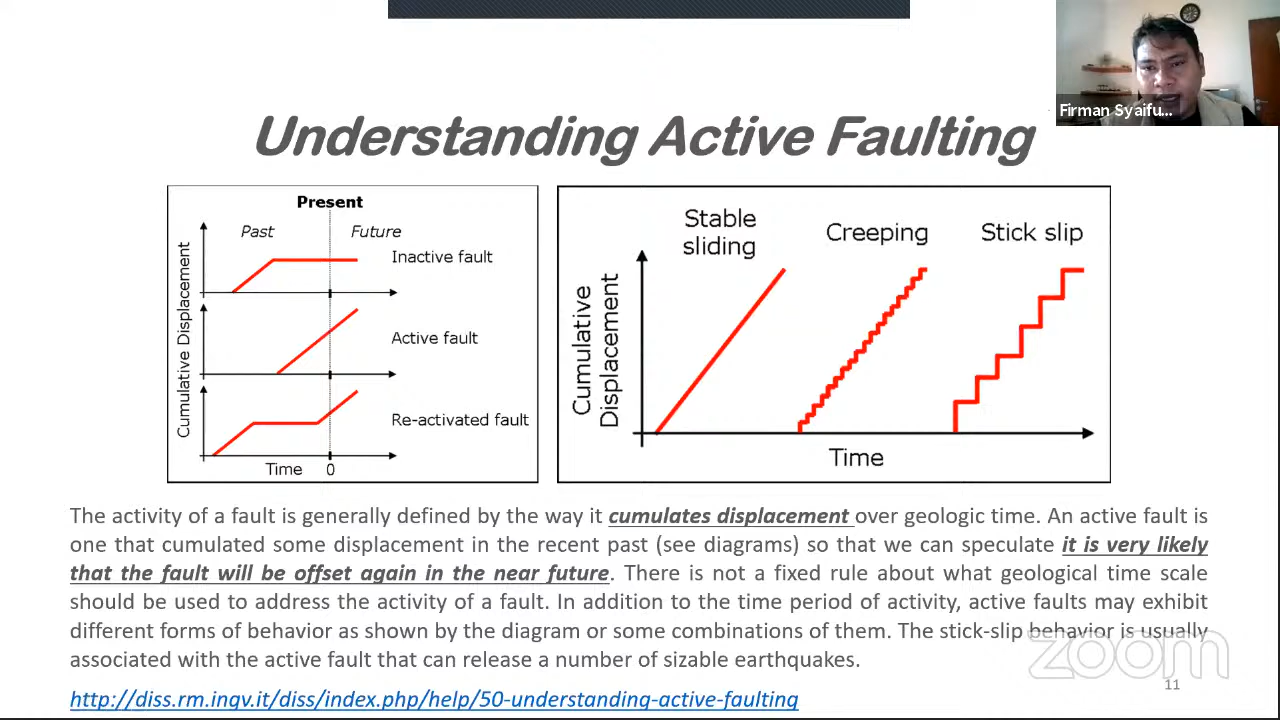 Firman Syaifu...
Understanding Active Faulting
Present
Past
Future
Inactive fault
Active fault
Re-activated fault
Cumulative Displacement
Time
0
Stable
sliding
Creeping
Stick slip
Cumulative
Displacement
Time
The activity of a fault is generally defined by the way it cumulates displacement over geologic time. An active fault is
one that cumulated some displacement in the recent past (see diagrams) so that we can speculate it is very likely
that the fault will be offset again in the near future. There is not a fixed rule about what geological time scale
should be used to address the activity of a fault. In addition to the time period of activity, active faults may exhibit
different forms of behavior as shown by the diagram or some combinations of them. The stick-slip behavior is usually
associated with the active fault that can release a number of sizable earthquakes.
zoom
11
http://diss.rm.ingv.it/diss/index.php/help/50-understanding-active-faulting